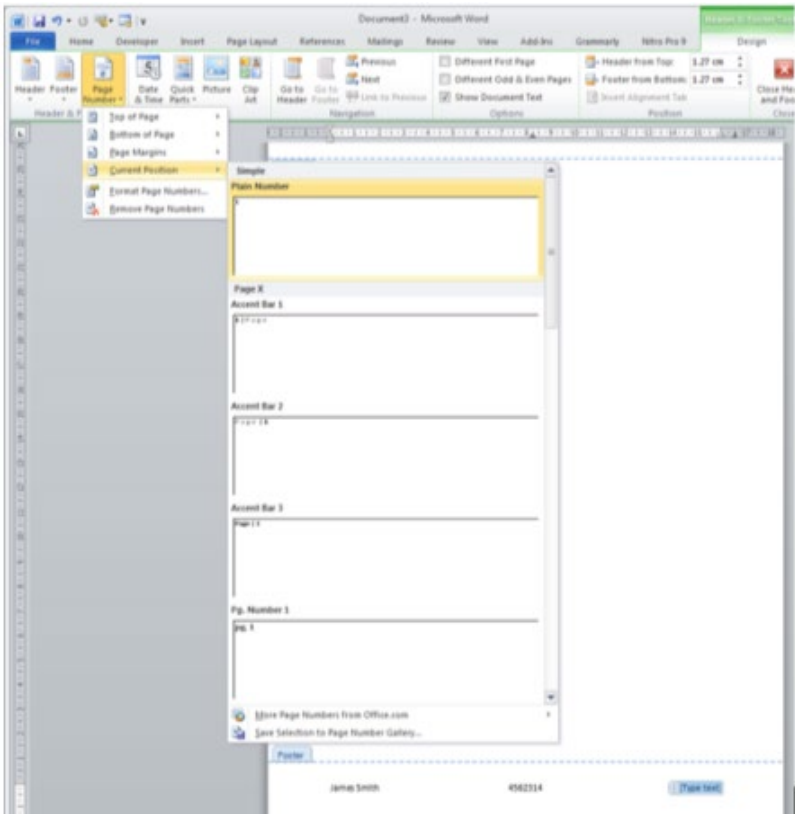 Document3 - Microsoft Word
File Home Developer Insert Page Layout References Mailings Review View Add-Ins Grammarly Nitro Pro 9 Design
Header Footer Page Number Date & Time Quick Parts Picture Clip Art Go to Header Go to Footer
Previous
Next
Link to Previous
Different First Page
Different Odd & Even Pages
Show Document Text
Header from Top: 1.27 cm
Footer from Bottom: 1.27 cm
Insert Alignment Tab
Close
Navigation Options Position
Top of Page
Bottom of Page
Page Margins
Current Position
Format Page Numbers...
Remove Page Numbers
Simple
Plain Number
Page X
Accent Bar 1
Accent Bar 2
Accent Bar 3
Pg. Number 1
pg. 1
More Page Numbers from Office.com
Save Selection to Page Number Gallery...
Footer
James Smith 4562314 [Type text]